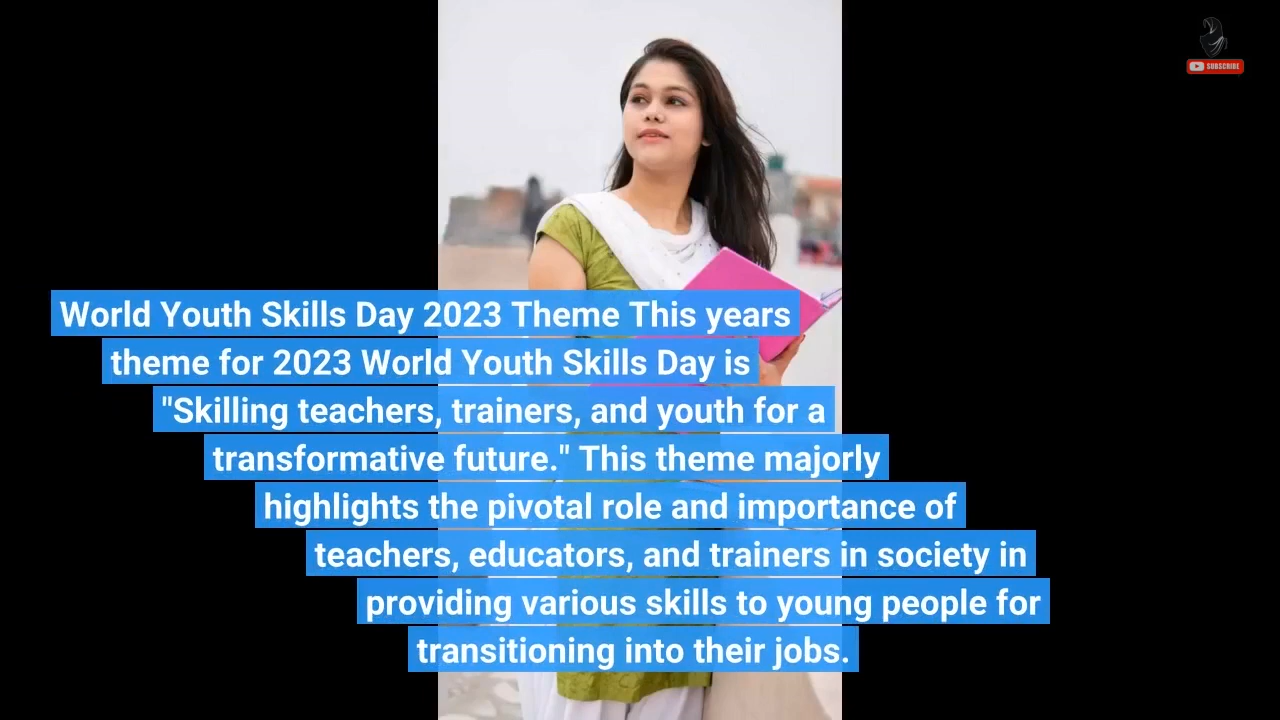 SUBSCRIBE
World Youth Skills Day 2023 Theme This years
theme for 2023 World Youth Skills Day is
"Skilling teachers, trainers, and youth for a
transformative future." This theme majorly
highlights the pivotal role and importance of
teachers, educators, and trainers in society in
providing various skills to young people for
transitioning into their jobs.